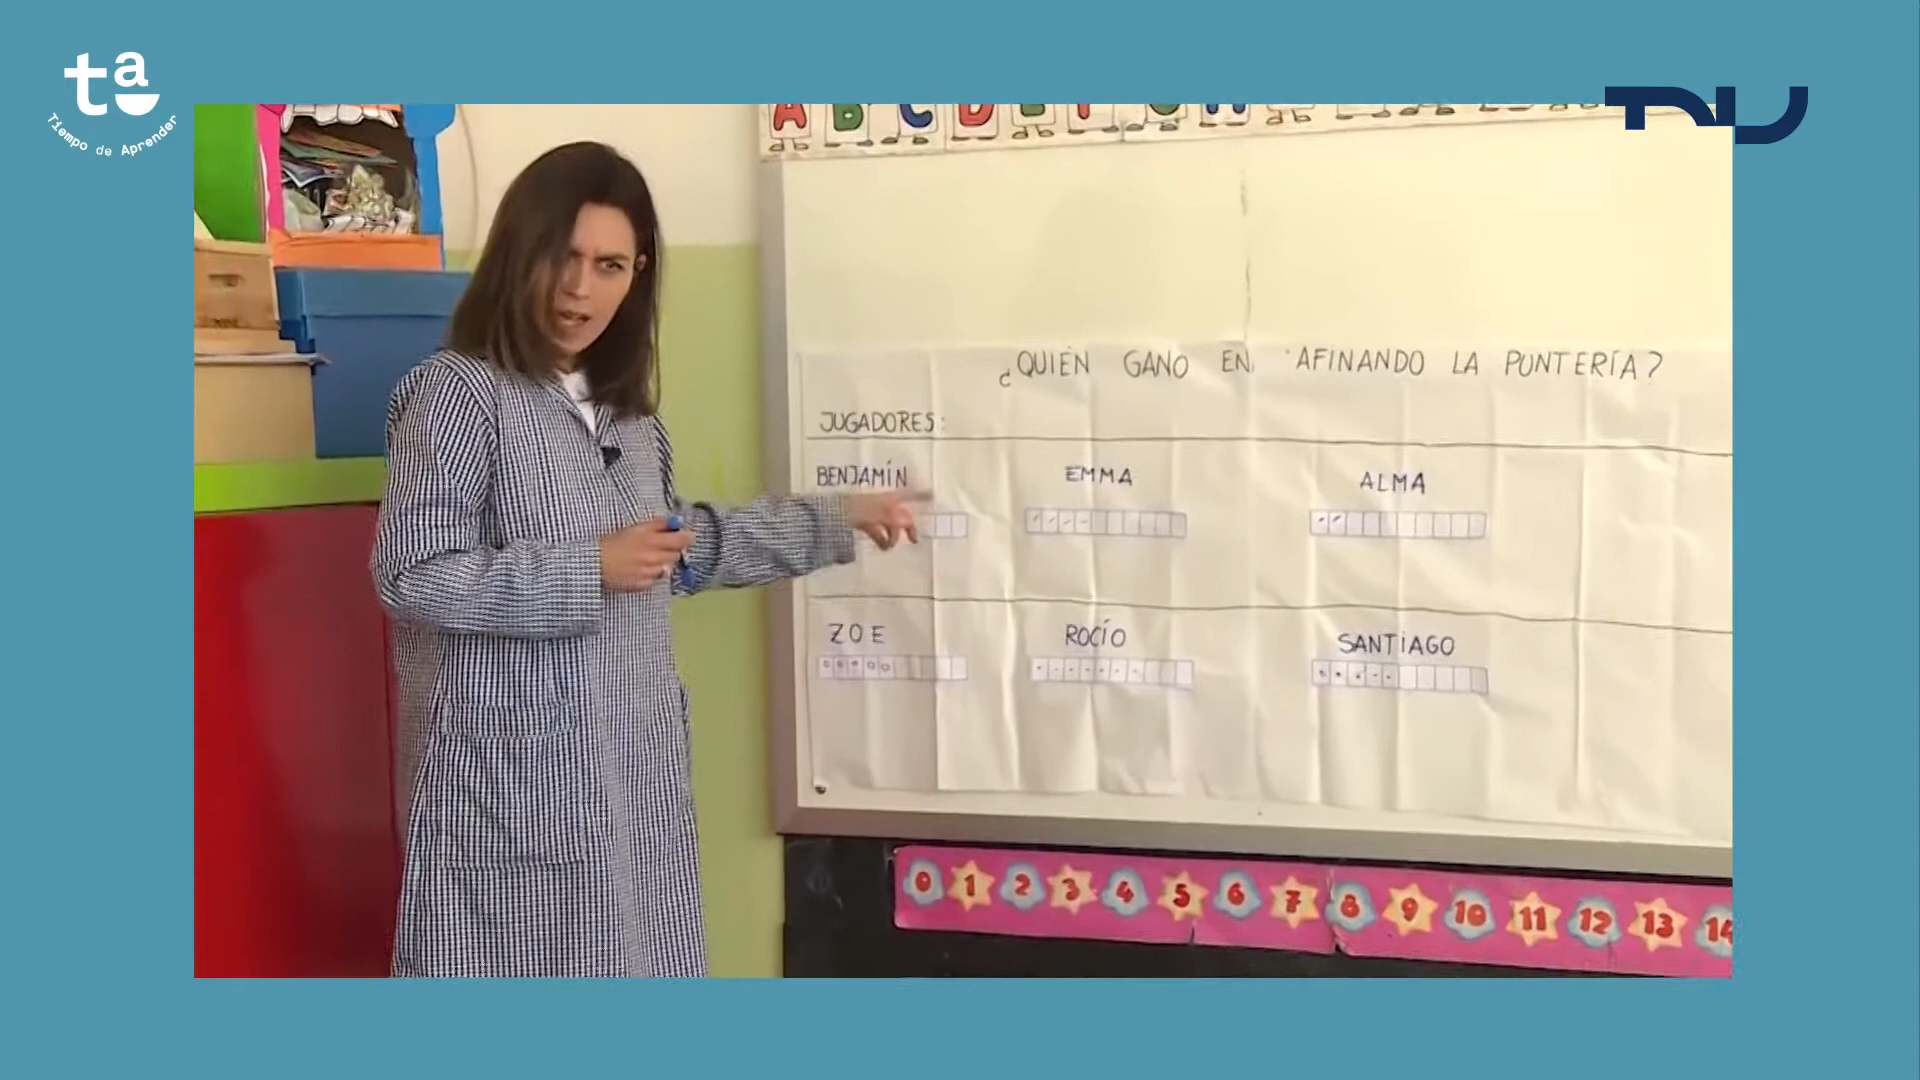 ta
Tiempo de Aprender
A B C D
¿QUIÉN GANO EN AFINANDO LA PUNTERÍA?
JUGADORES:
BENJAMÍN EMMA ALMA
ZOE ROCÍO SANTIAGO
0 1 2 3 4 5 6 7 8 9 10 11 12 13 14